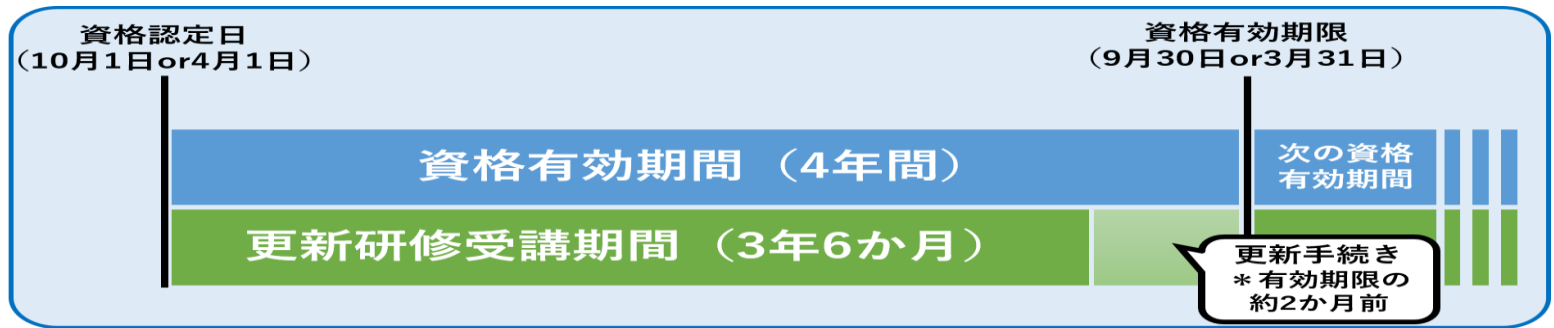 資格認定日
（10月1日or4月1日）
資格有効期限
（9月30日or3月31日）
資格有効期間（4年間）
次の資格
有効期間
更新研修受講期間（3年6か月）
更新手続き
＊有効期限の
約2か月前